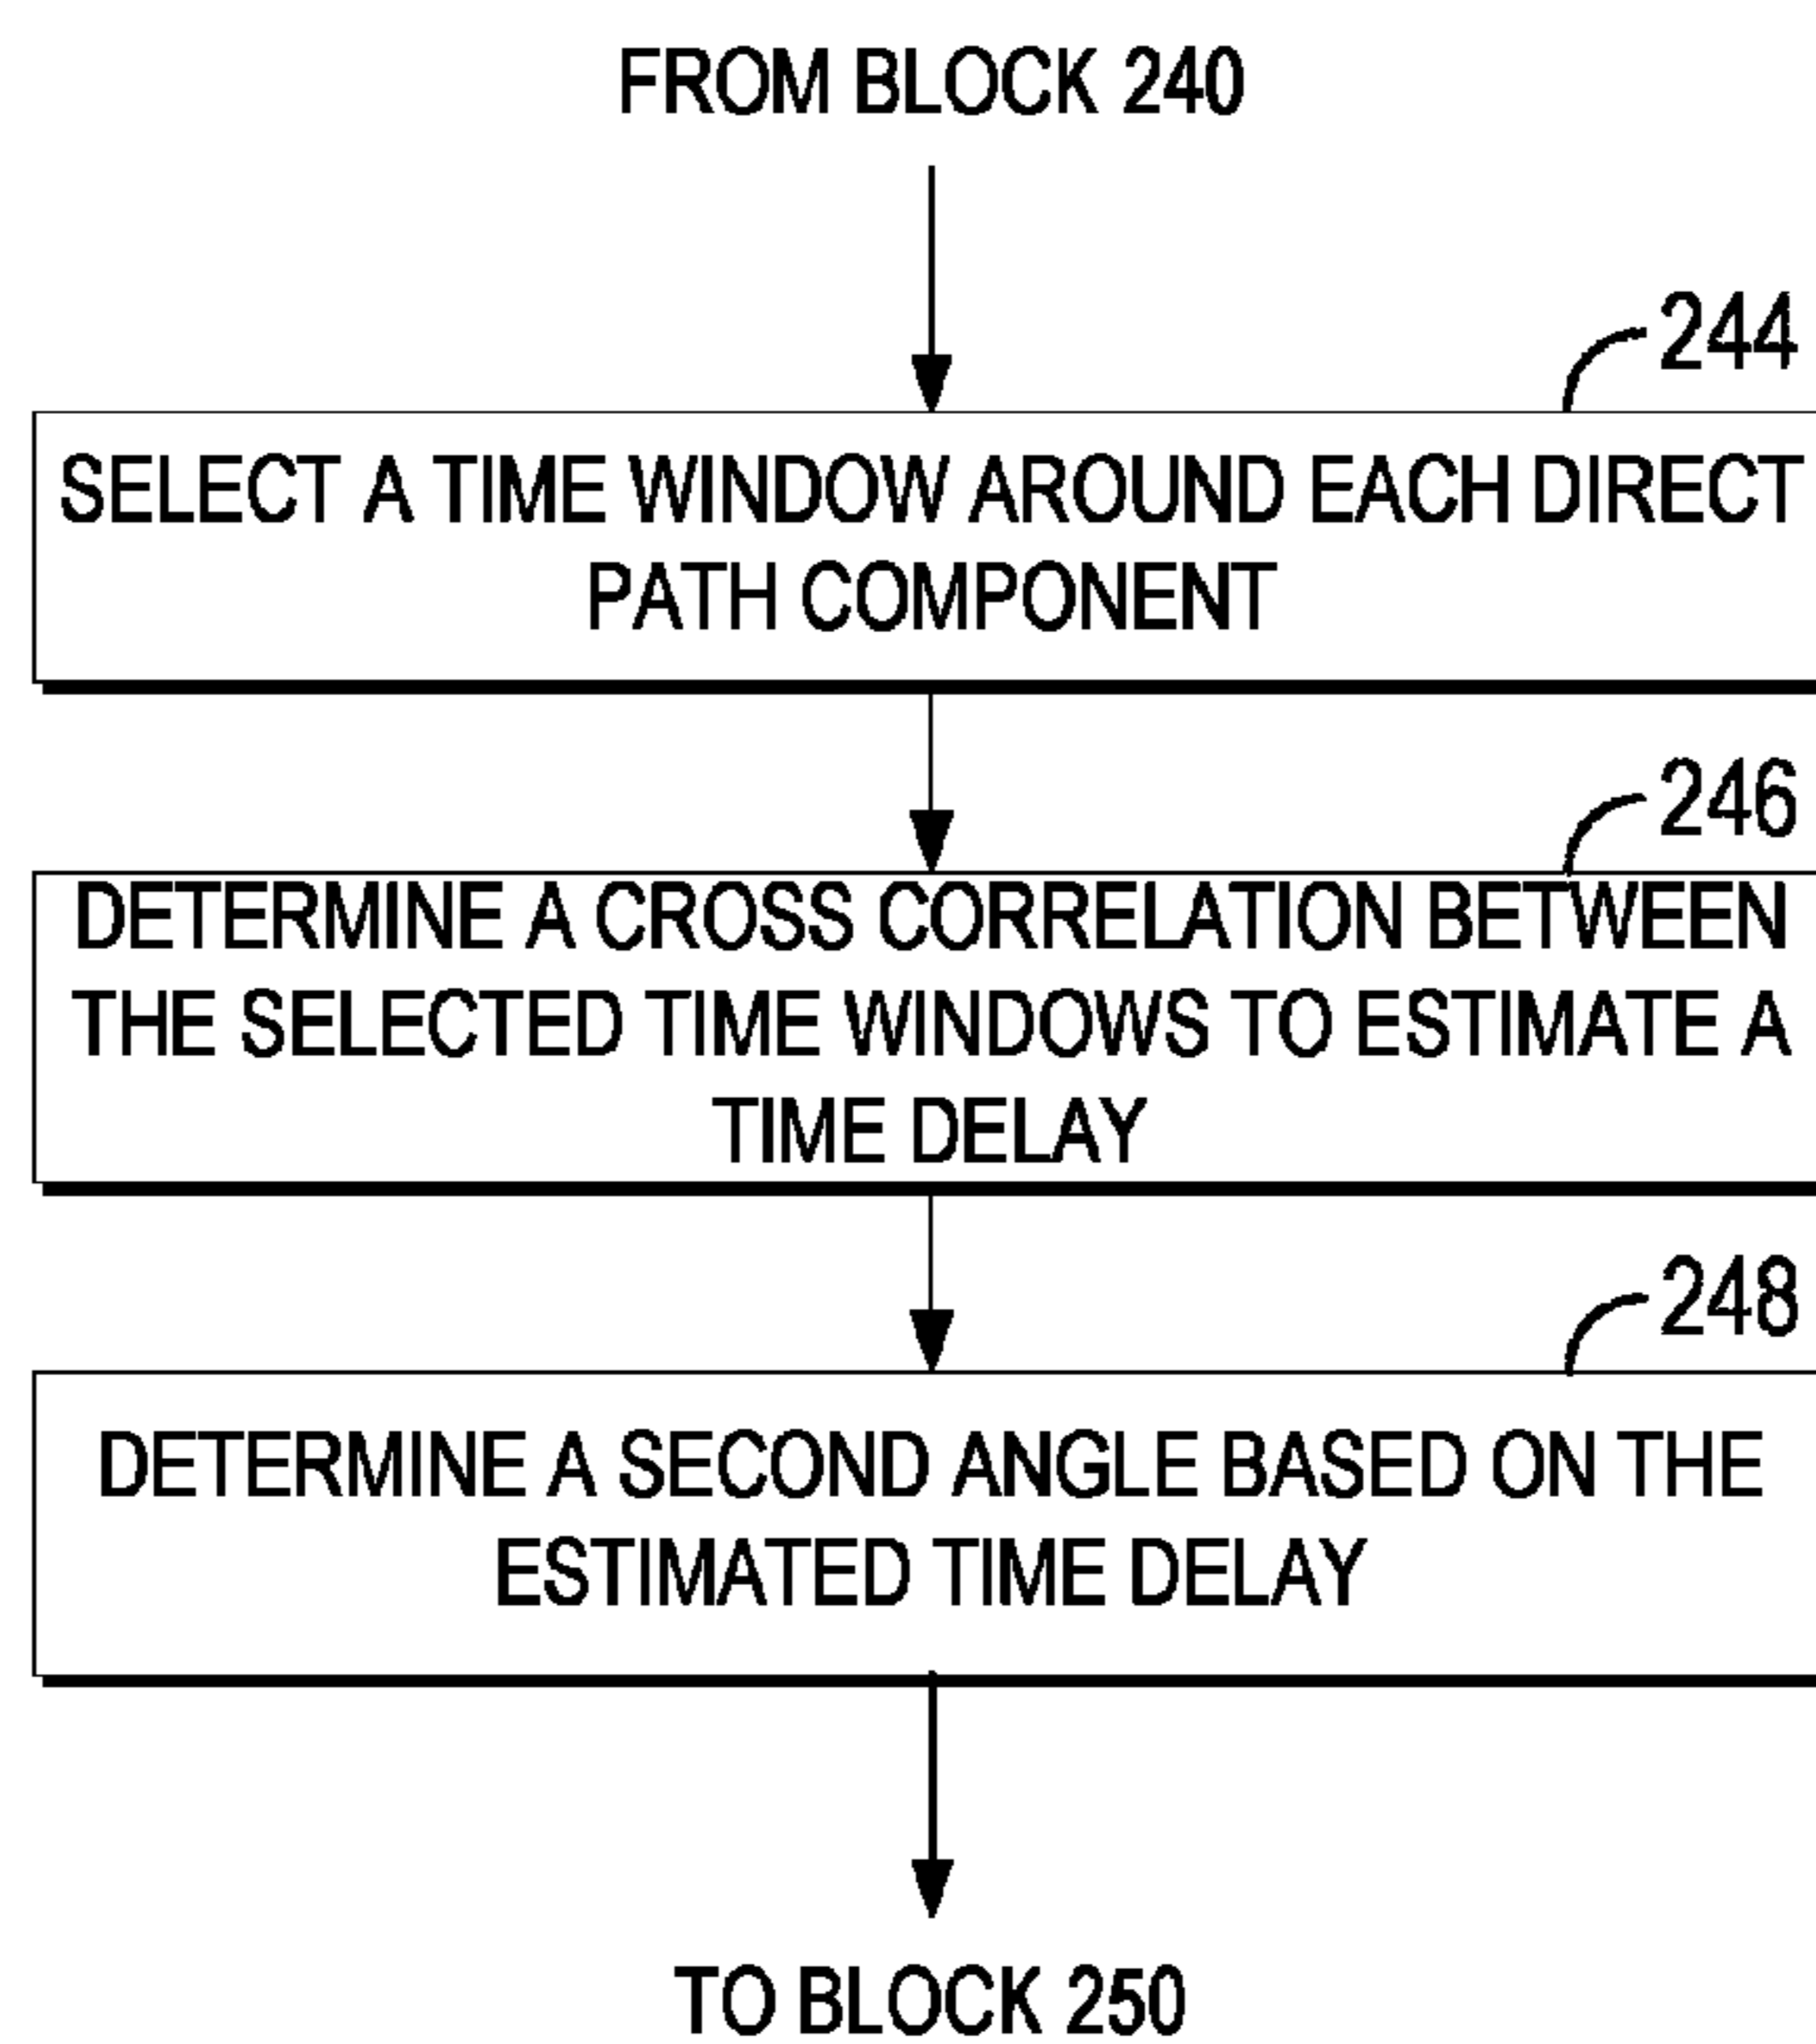 FROM BLOCK 240
244
SELECT A TIME WINDOW AROUND EACH DIRECT
PATH COMPONENT
246
DETERMINE A CROSS CORRELATION BETWEEN
THE SELECTED TIME WINDOWS TO ESTIMATE A
TIME DELAY
248
DETERMINE A SECOND ANGLE BASED ON THE
ESTIMATED TIME DELAY
TO BLOCK 250